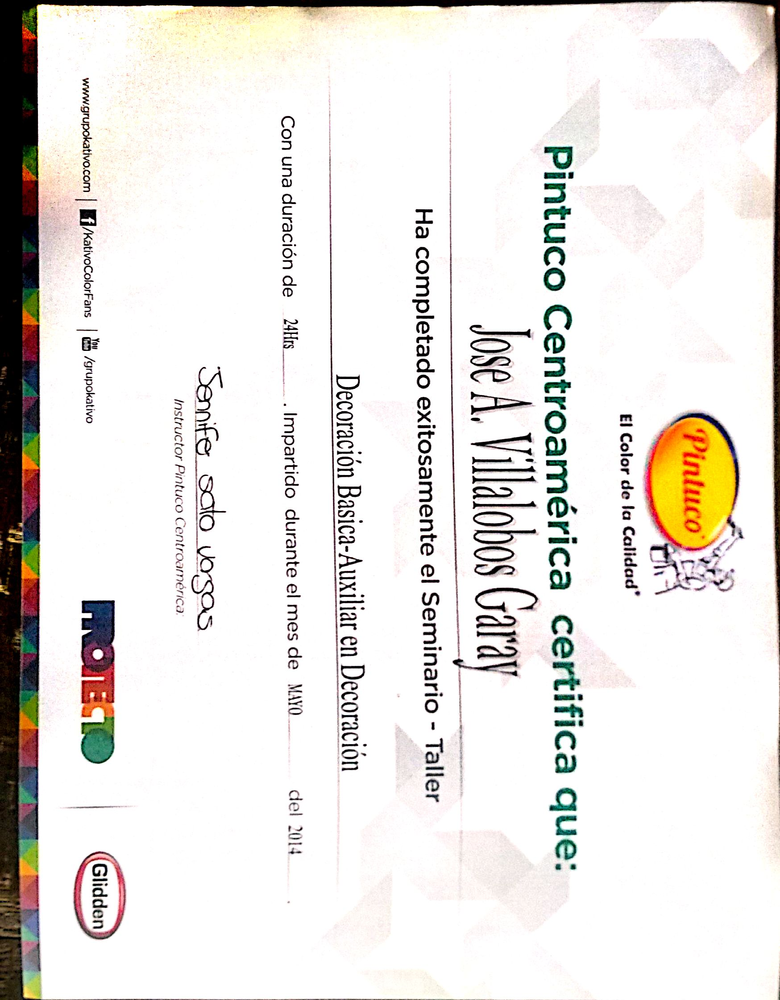 Pintuco
El Color de la Calidad®
Pintuco Centroamérica certifica que:
Jose A. Villalobos Garay
Ha completado exitosamente el Seminario - Taller
Decoración Basica-Auxiliar en Decoración
Con una duración de 24Hrs . Impartido durante el mes de MAYO del 2014 .
Jennifer soto vargas
Instructor Pintuco Centroamérica.
www.grupokativo.com | f/KativoColorFans | You Tube /grupokativo
PROTECTO
Glidden